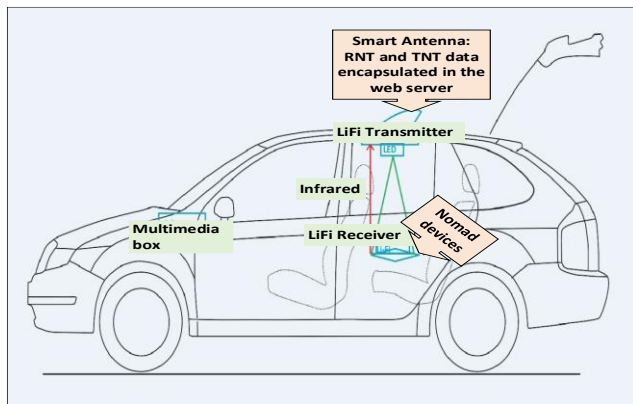 Smart Antenna:
RNT and TNT data
encapsulated in the
web server
LiFi Transmitter
LED
Infrared
Multimedia
box
LiFi Receiver
Nomad
devices